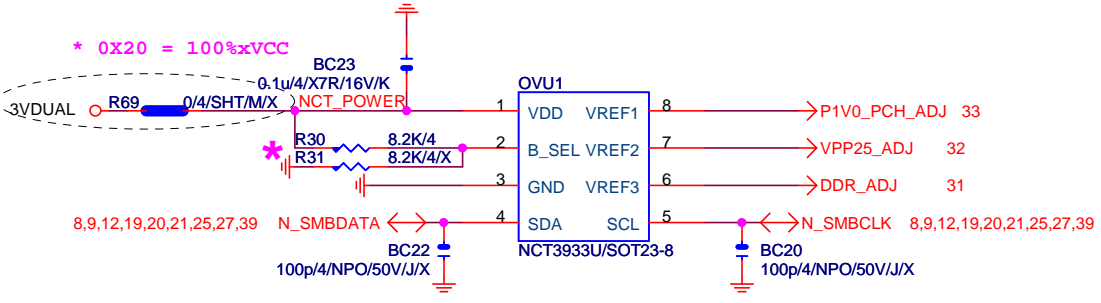 * 0X20 = 100%xVCC
BC23
0.1u/4/X7R/16V/K
3VDUAL
R69
0/4/SHT/M/X
NCT_POWER
OVU1
1
VDD
VREF1
8
P1V0_PCH_ADJ 33
R30
8.2K/4
*
2
B_SEL
VREF2
7
VPP25_ADJ 32
R31
8.2K/4/X
3
GND
VREF3
6
DDR_ADJ 31
8,9,12,19,20,21,25,27,39 N_SMBDATA
4
SDA
SCL
5
N_SMBCLK 8,9,12,19,20,21,25,27,39
NCT3933U/SOT23-8
BC22
100p/4/NPO/50V/J/X
BC20
100p/4/NPO/50V/J/X